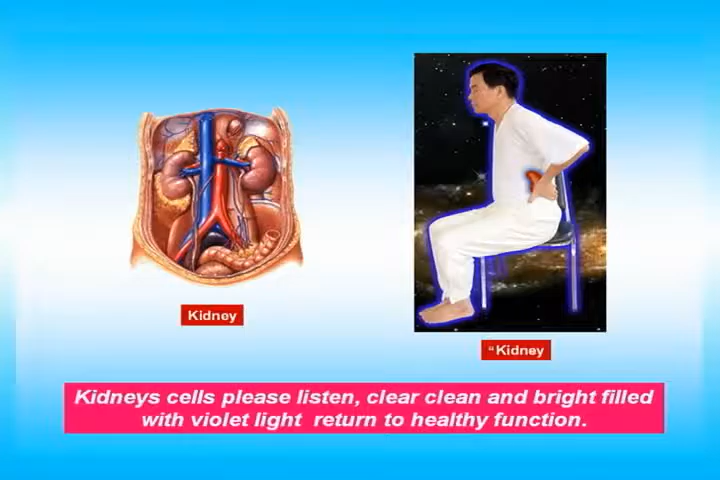 Kidney
"Kidney
Kidneys cells please listen, clear clean and bright filled
with violet light return to healthy function.